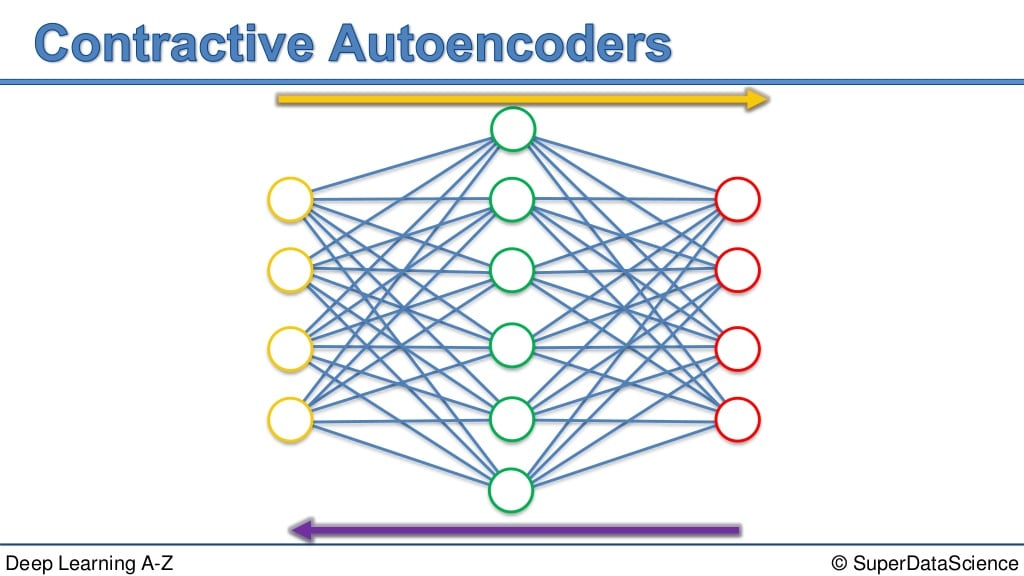 Contractive Autoencoders
Deep Learning A-Z
© SuperDataScience